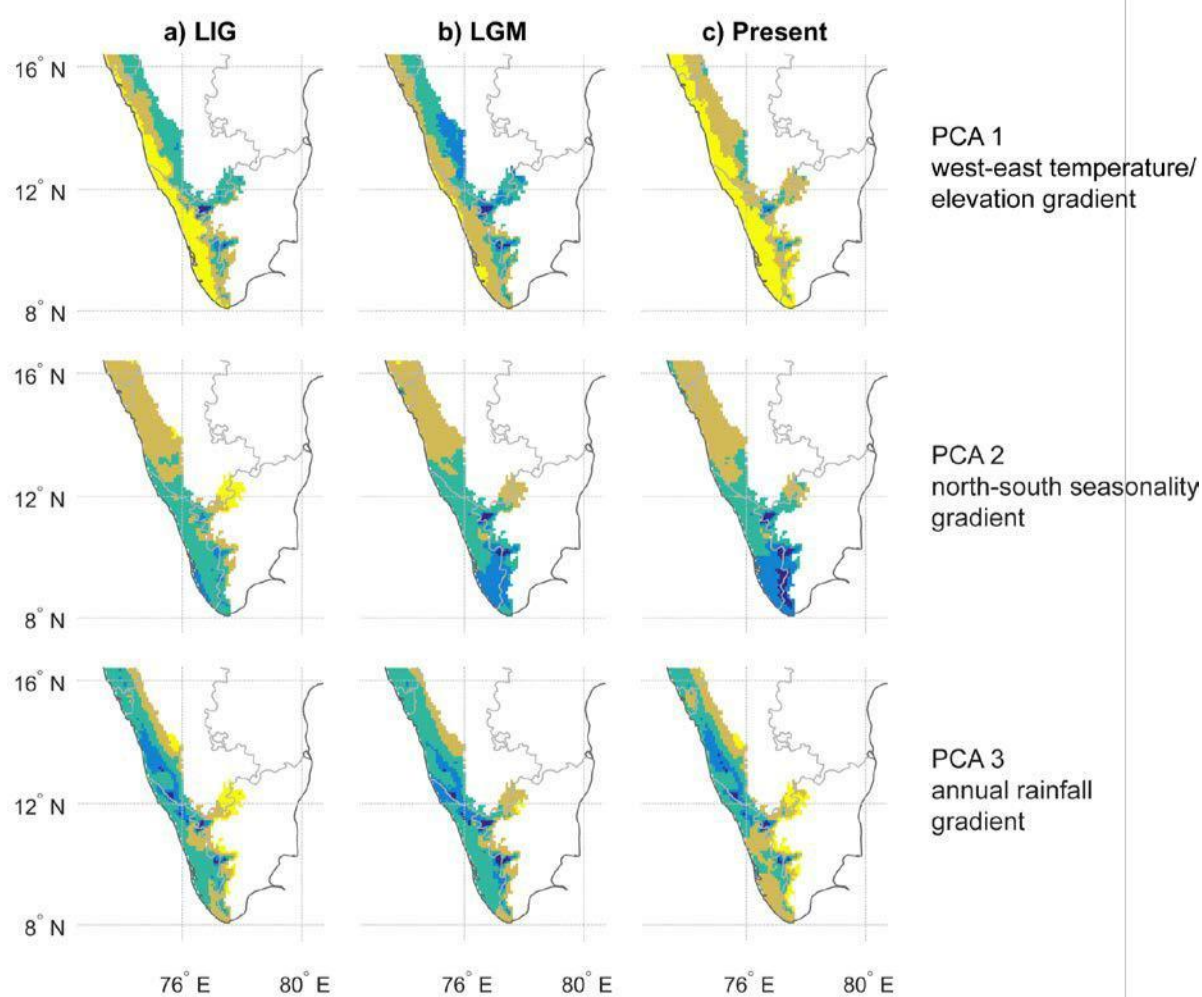 a) LIG
b) LGM
c) Present
16° N
12° N
8° N
PCA 1
west-east temperature/
elevation gradient
16° N
12° N
8° N
PCA 2
north-south seasonality
gradient
16° N
12° N
8° N
PCA 3
annual rainfall
gradient
76° E
80° E
76° E
80° E
76° E
80° E